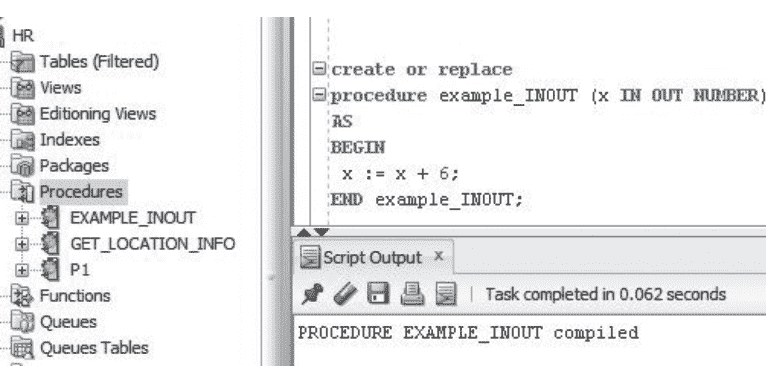 HR
Tables (Filtered)
Views
Editioning Views
Indexes
Packages
Procedures
EXAMPLE_INOUT
GET_LOCATION_INFO
P1
Functions
Queues
Queues Tables
create or replace
procedure example_INOUT (x IN OUT NUMBER)
AS
BEGIN
x := x + 6;
END example_INOUT;
Script Output x
Task completed in 0.062 seconds
PROCEDURE EXAMPLE_INOUT compiled